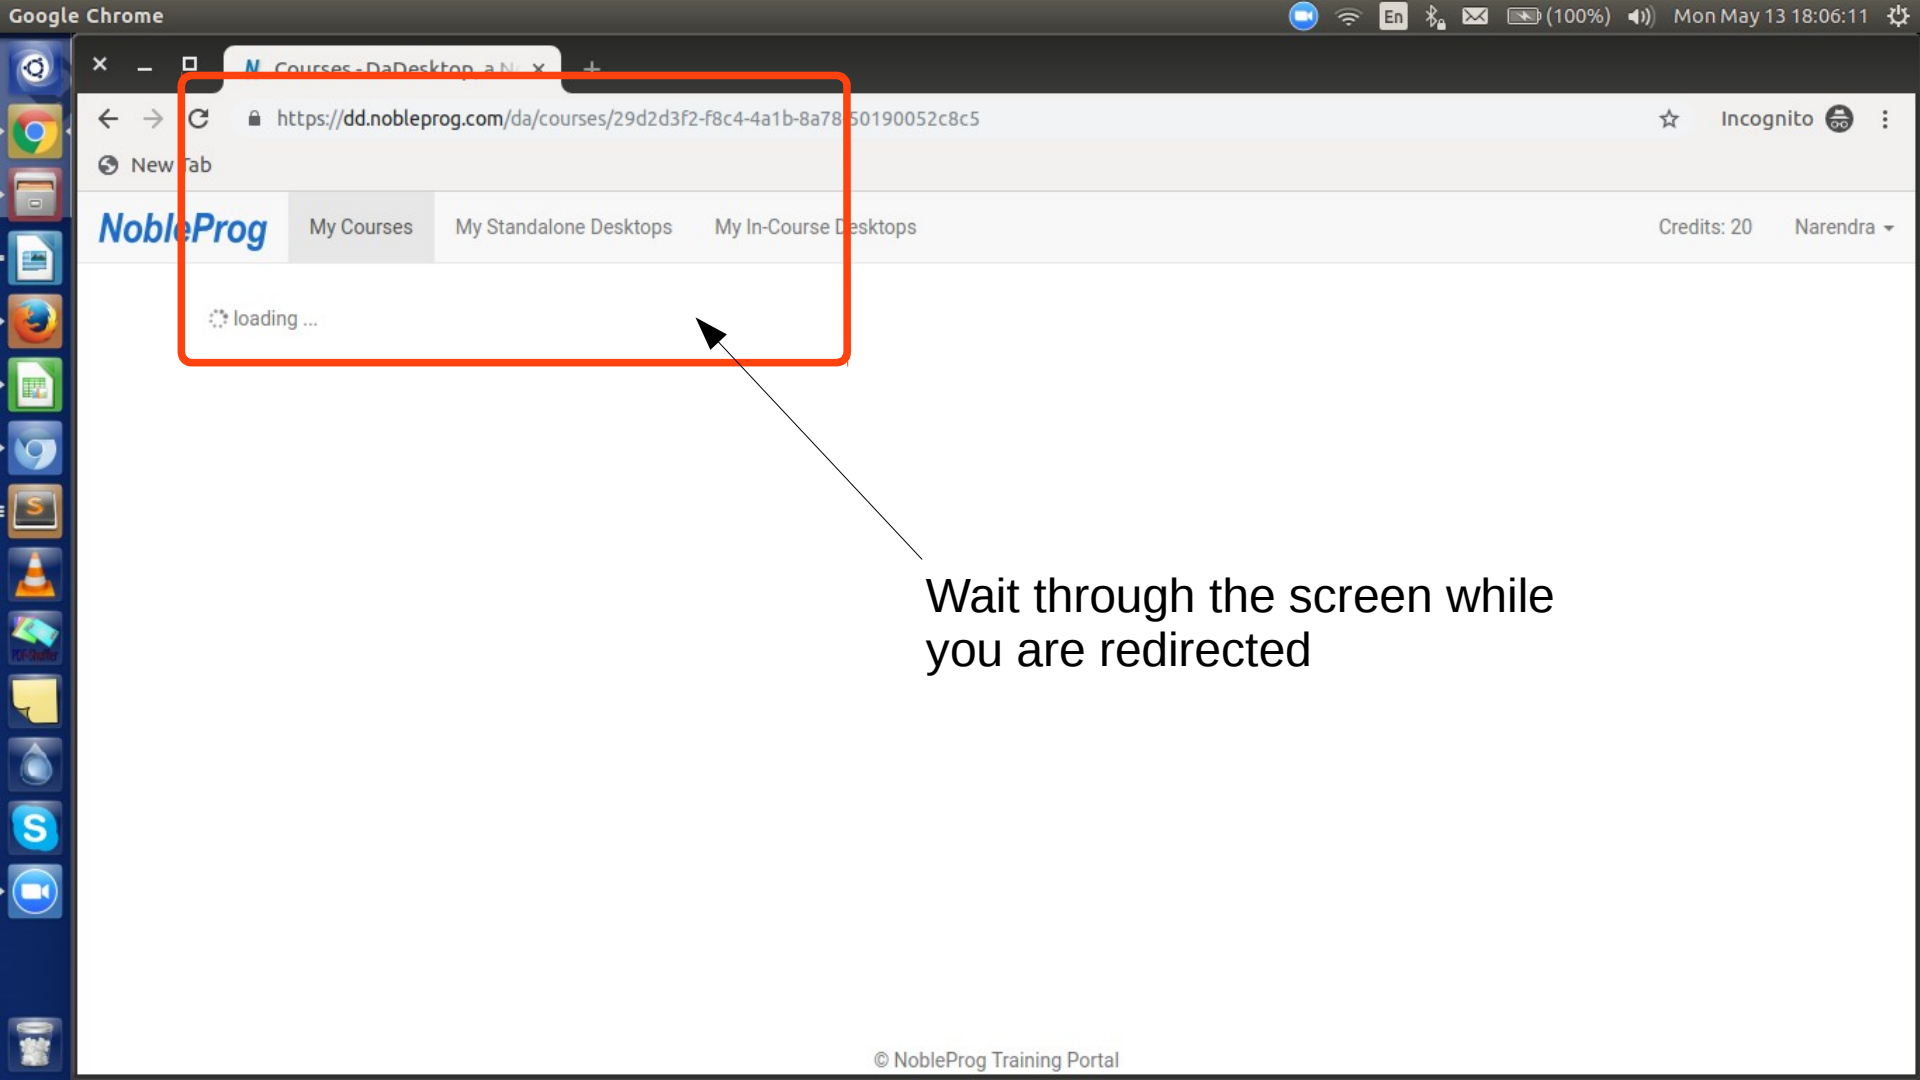 Google Chrome
En
(100%)
Mon May 13 18:06:11
Courses - DaDesktop, a N
https://dd.nobleprog.com/da/courses/29d2d3f2-f8c4-4a1b-8a78-50190052c8c5
Incognito
New Tab
NobleProg
My Courses
My Standalone Desktops
My In-Course Desktops
Credits: 20
Narendra
loading ...
Wait through the screen while
you are redirected
© NobleProg Training Portal